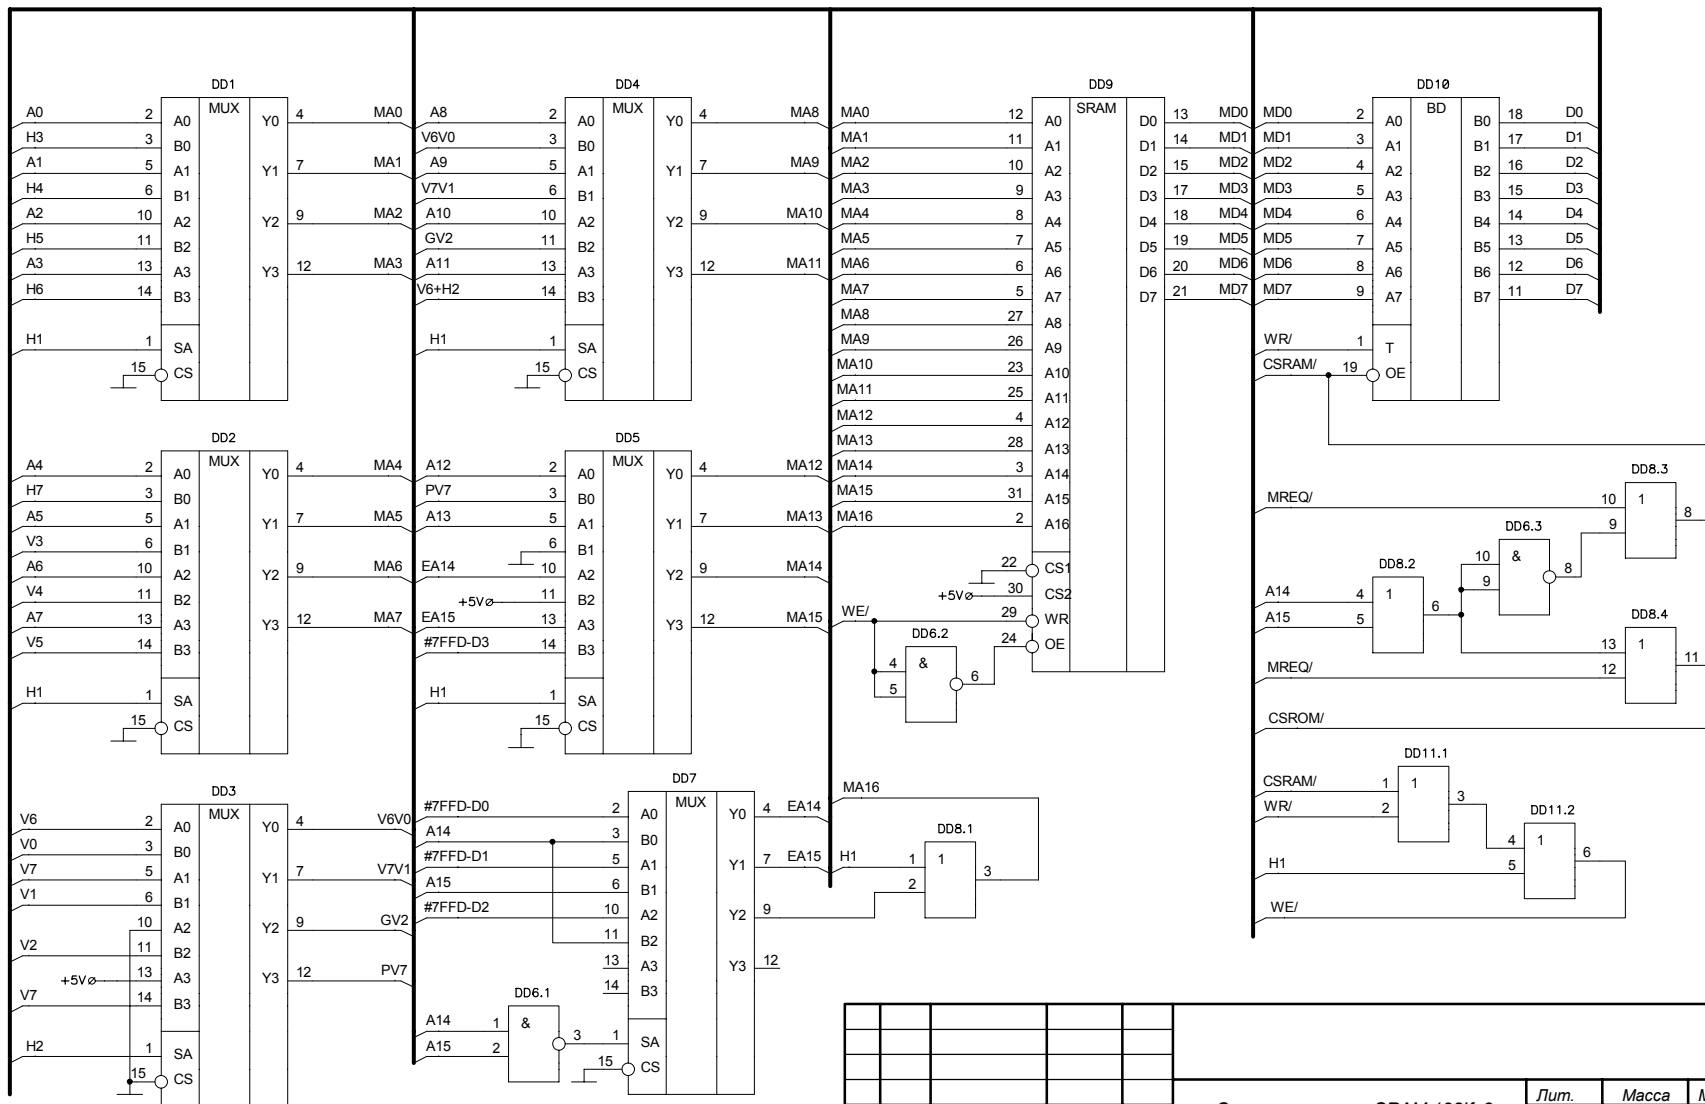 DD1
MUX
A0 2 A0 Y0 4 MA0
H3 3 B0
A1 5 A1 Y1 7 MA1
H4 6 B1
A2 10 A2 Y2 9 MA2
H5 11 B2
A3 13 A3 Y3 12 MA3
H6 14 B3
H1 1 SA
15 CS
DD2
MUX
A4 2 A0 Y0 4 MA4
H7 3 B0
A5 5 A1 Y1 7 MA5
V3 6 B1
A6 10 A2 Y2 9 MA6
V4 11 B2
A7 13 A3 Y3 12 MA7
V5 14 B3
H1 1 SA
15 CS
DD3
MUX
V6 2 A0 Y0 4 V6V0
V0 3 B0
V7 5 A1 Y1 7 V7V1
V1 6 B1
10 A2 Y2 9 GV2
V2 11 B2
+5Vø 13 A3 Y3 12 PV7
V7 14 B3
H2 1 SA
15 CS
DD4
MUX
A8 2 A0 Y0 4 MA8
V6V0 3 B0
A9 5 A1 Y1 7 MA9
V7V1 6 B1
A10 10 A2 Y2 9 MA10
GV2 11 B2
A11 13 A3 Y3 12 MA11
V6+H2 14 B3
H1 1 SA
15 CS
DD5
MUX
A12 2 A0 Y0 4 MA12
PV7 3 B0
A13 5 A1 Y1 7 MA13
6 B1
EA14 10 A2 Y2 9 MA14
+5Vø 11 B2
EA15 13 A3 Y3 12 MA15
#7FFD-D3 14 B3
H1 1 SA
15 CS
DD7
MUX
#7FFD-D0 2 A0 Y0 4 EA14
A14 3 B0
#7FFD-D1 5 A1 Y1 7 EA15
A15 6 B1
#7FFD-D2 10 A2 Y2 9
11 B2
13 A3 Y3 12
14 B3
DD6.1
A14 1 & 3 1 SA
A15 2
15 CS
DD9
SRAM
MA0 12 A0 D0 13 MD0
MA1 11 A1 D1 14 MD1
MA2 10 A2 D2 15 MD2
MA3 9 A3 D3 17 MD3
MA4 8 A4 D4 18 MD4
MA5 7 A5 D5 19 MD5
MA6 6 A6 D6 20 MD6
MA7 5 A7 D7 21 MD7
MA8 27 A8
MA9 26 A9
MA10 23 A10
MA11 25 A11
MA12 4 A12
MA13 28 A13
MA14 3 A14
MA15 31 A15
MA16 2 A16
22 CS1
+5Vø 30 CS2
WE/ 29 WR
24 OE
DD6.2
4 & 6
5
MA16
DD8.1
H1 1 1 3
2
DD10
BD
MD0 2 A0 B0 18 D0
MD1 3 A1 B1 17 D1
MD2 4 A2 B2 16 D2
MD3 5 A3 B3 15 D3
MD4 6 A4 B4 14 D4
MD5 7 A5 B5 13 D5
MD6 8 A6 B6 12 D6
MD7 9 A7 B7 11 D7
WR/ 1 T
CSRAM/ 19 OE
DD8.3
MREQ/ 10 1 8
9
DD6.3
10 & 8
9
DD8.2
A14 4 1 6
A15 5
DD8.4
13 1 11
MREQ/ 12
CSROM/
DD11.1
CSRAM/ 1 1 3
WR/ 2
DD11.2
4 1 6
H1 5
WE/
Лит. Масса